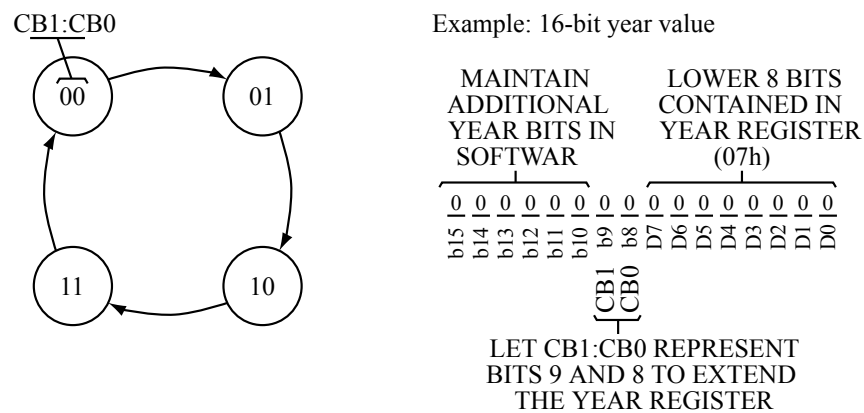 CB1:CB0
00
01
11
10
Example: 16-bit year value
MAINTAIN
ADDITIONAL
YEAR BITS IN
SOFTWAR
LOWER 8 BITS
CONTAINED IN
YEAR REGISTER
(07h)
0 0 0 0 0 0 0 0 0 0 0 0 0 0 0 0
b15 b14 b13 b12 b11 b10 b9 b8 D7 D6 D5 D4 D3 D2 D1 D0
CB1 CB0
LET CB1:CB0 REPRESENT
BITS 9 AND 8 TO EXTEND
THE YEAR REGISTER